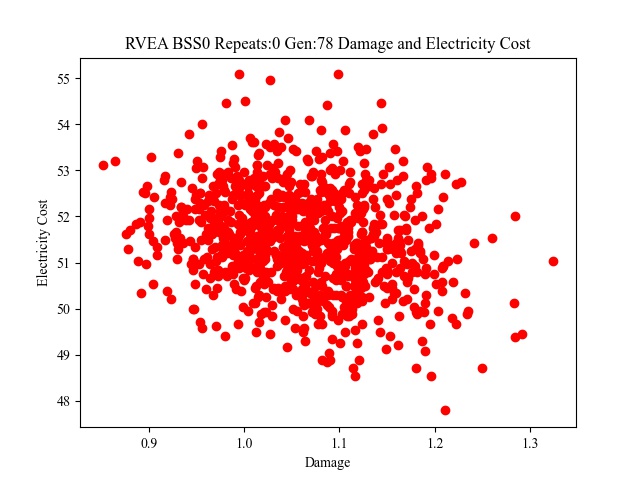 RVEA BSS0 Repeats:0 Gen:78 Damage and Electricity Cost
55
54
53
52
51
50
49
48
Electricity Cost
0.9 1.0 1.1 1.2 1.3
Damage